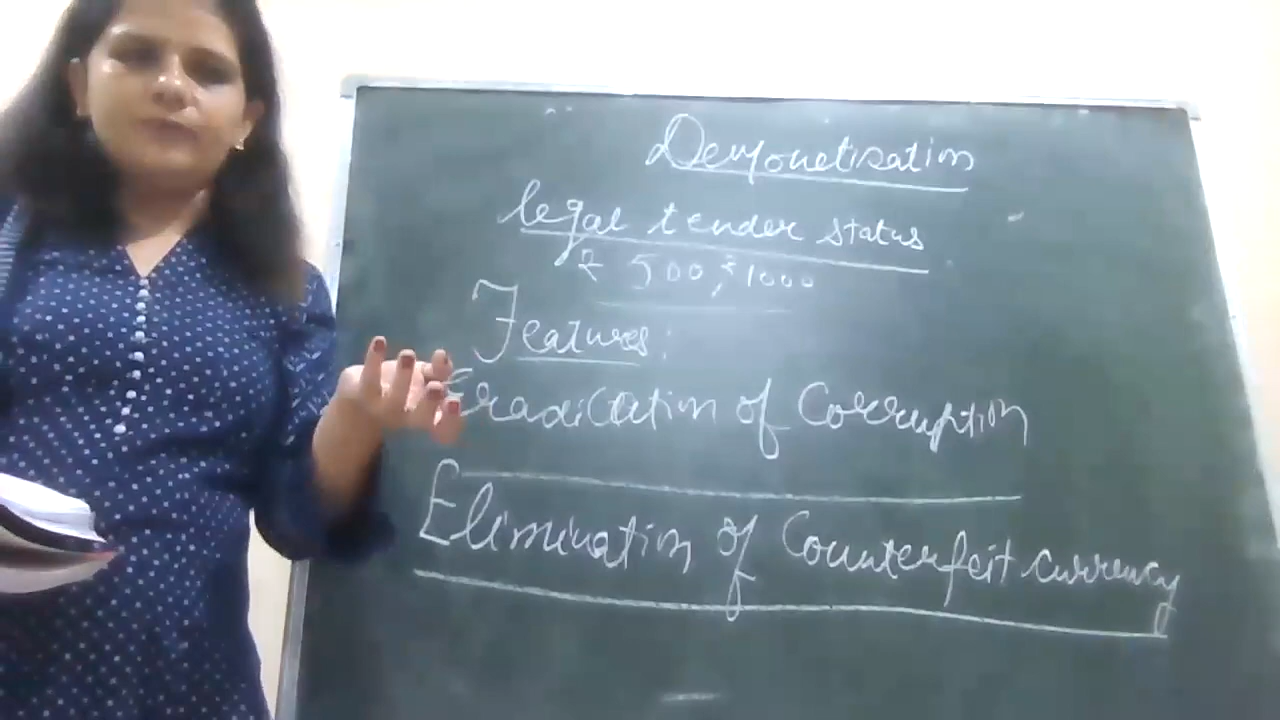 Demonetisation
legal tender status
₹ 500, ₹ 1000
Features:
Eradication of Corruption
Elimination of Counterfeit currency